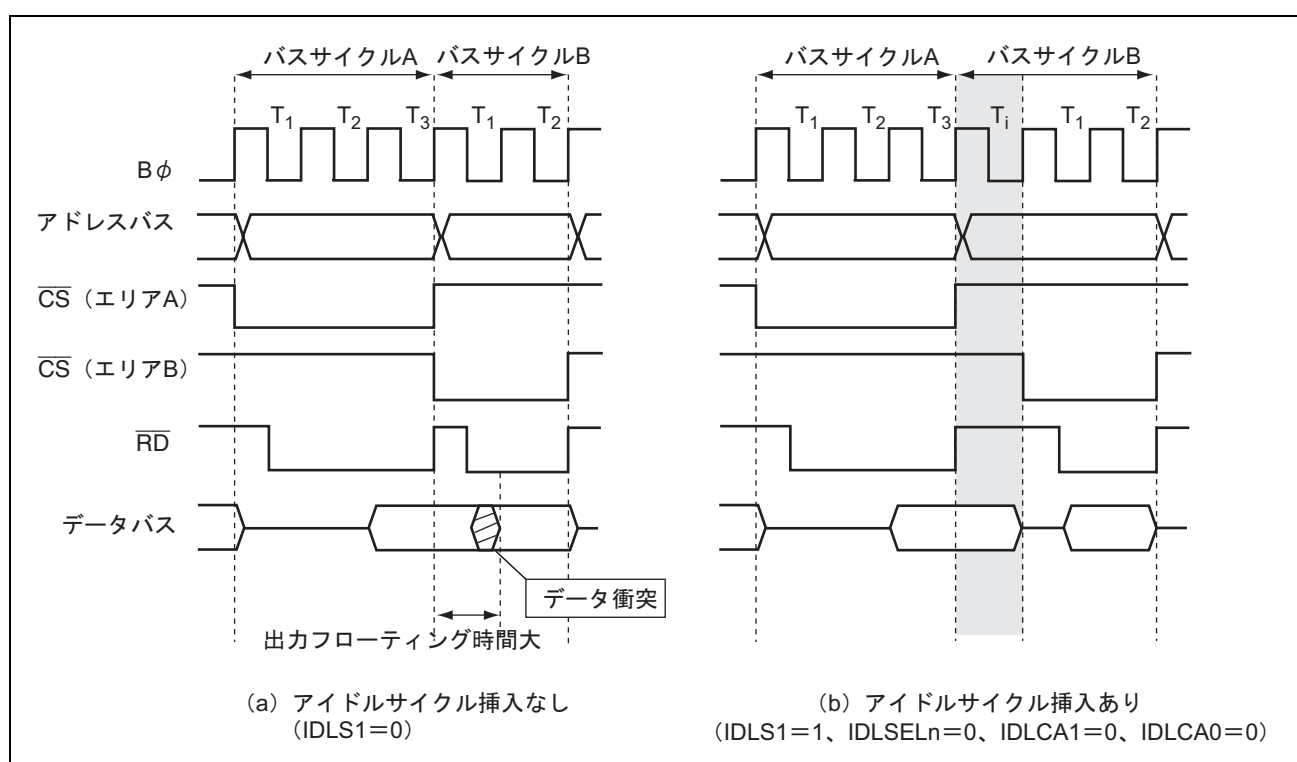 バスサイクルA バスサイクルB
T1 T2 T3 T1 T2
Bφ
アドレスバス
CS（エリアA）
CS（エリアB）
RD
データバス
データ衝突
出力フローティング時間大
(a) アイドルサイクル挿入なし
(IDLS1＝0)
バスサイクルA バスサイクルB
T1 T2 T3 Ti T1 T2
(b) アイドルサイクル挿入あり
(IDLS1＝1、IDLSELn＝0、IDLCA1＝0、IDLCA0＝0)